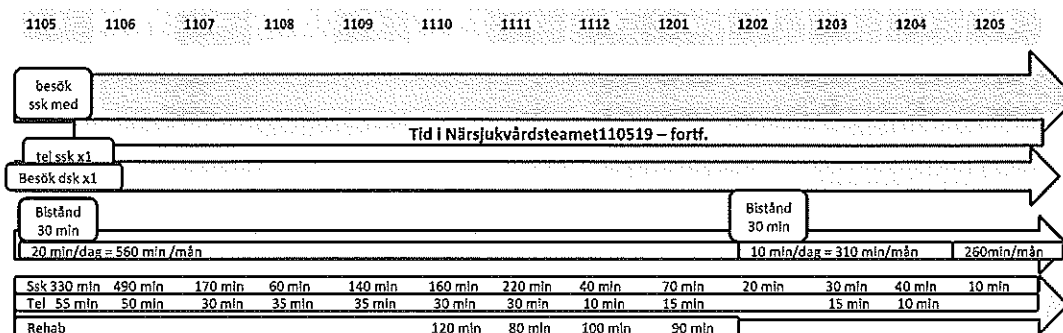 1105 1106 1107 1108 1109 1110 1111 1112 1201 1202 1203 1204 1205
besök
ssk med
Tid i Närsjukvårdsteamet110519 – fortf.
tel ssk x1
Besök dsk x1
Bistånd
30 min
Bistånd
30 min
20 min/dag = 560 min /mån 10 min/dag = 310 min/mån 260min/mån
Ssk 330 min 490 min 170 min 60 min 140 min 160 min 220 min 40 min 70 min 20 min 30 min 40 min 10 min
Tel 55 min 50 min 30 min 35 min 35 min 30 min 30 min 10 min 15 min 15 min 10 min
Rehab 120 min 80 min 100 min 90 min